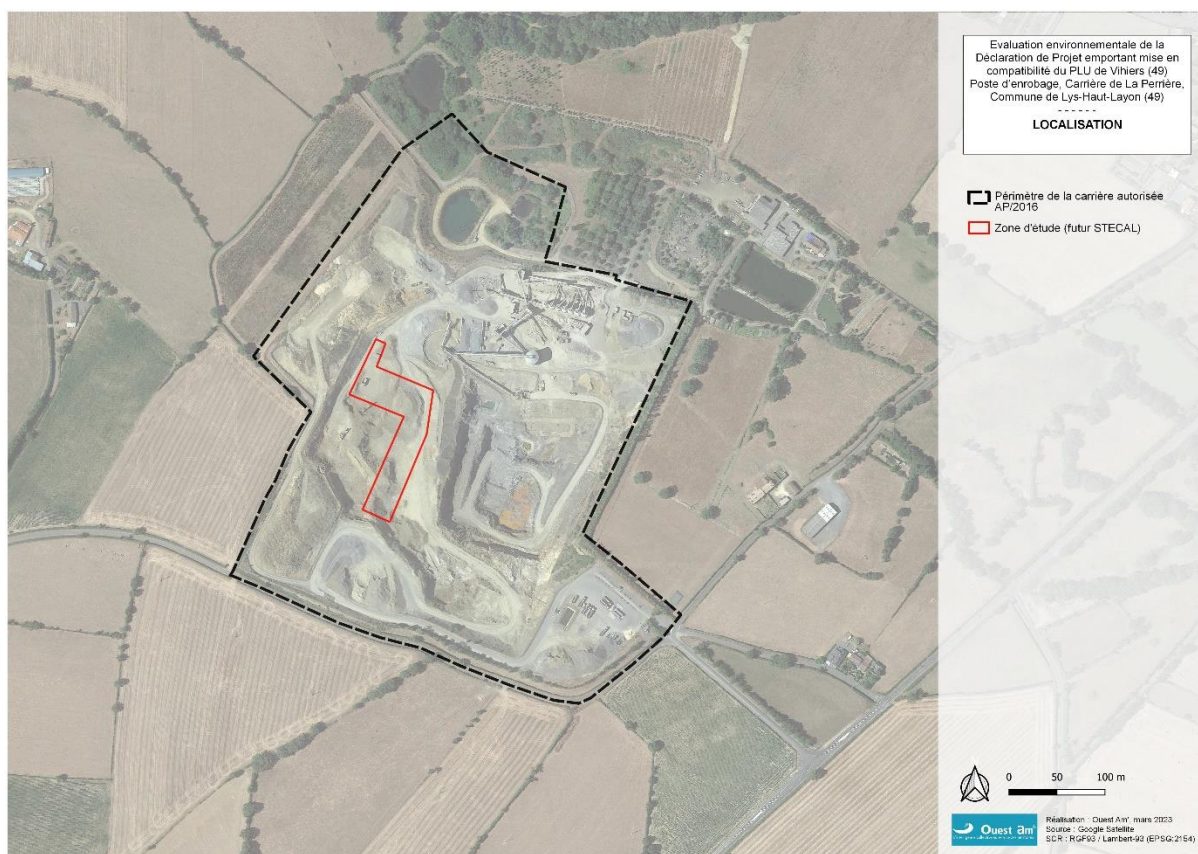 Evaluation environnementale de la
Déclaration de Projet emportant mise en
compatibilité du PLU de Vihiers (49)
Poste d'enrobage, Carrière de La Perrière,
Commune de Lys-Haut-Layon (49)
------
LOCALISATION
Périmètre de la carrière autorisée
AP/2016
Zone d'étude (futur STECAL)
0 50 100 m
Ouest Am'
Réalisation : Ouest Am', mars 2023
Source : Google Satellite
SCR : RGF93 / Lambert-93 (EPSG:2154)